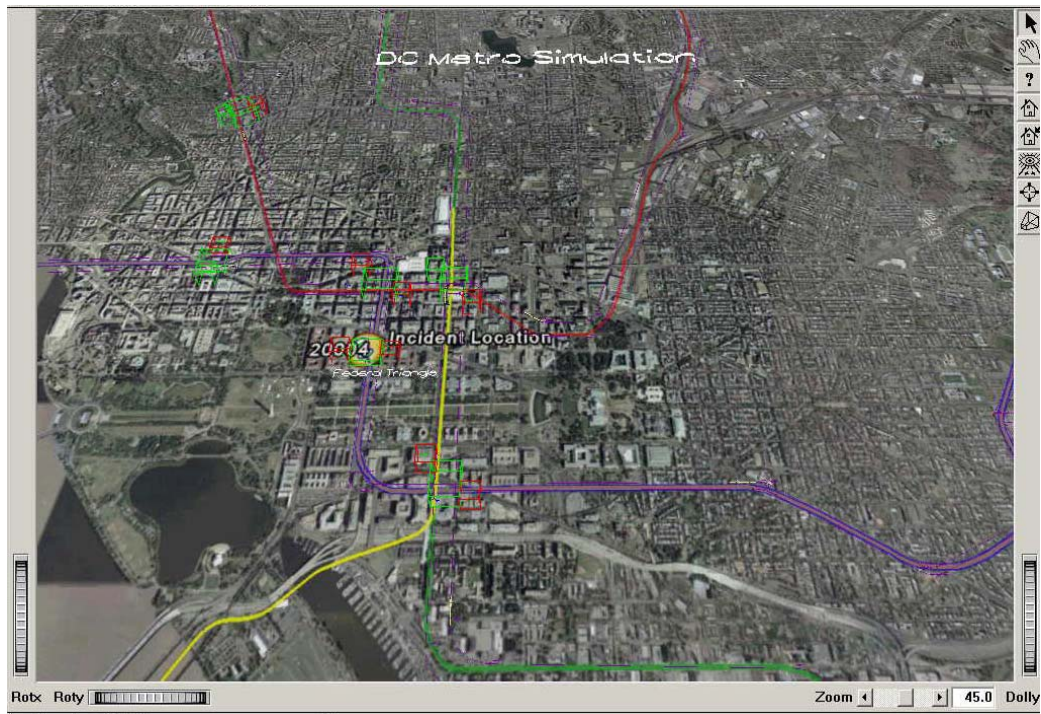 DC Metro Simulation
?
Incident Location
20004
Federal Triangle
Rotx Roty
Zoom 45.0 Dolly